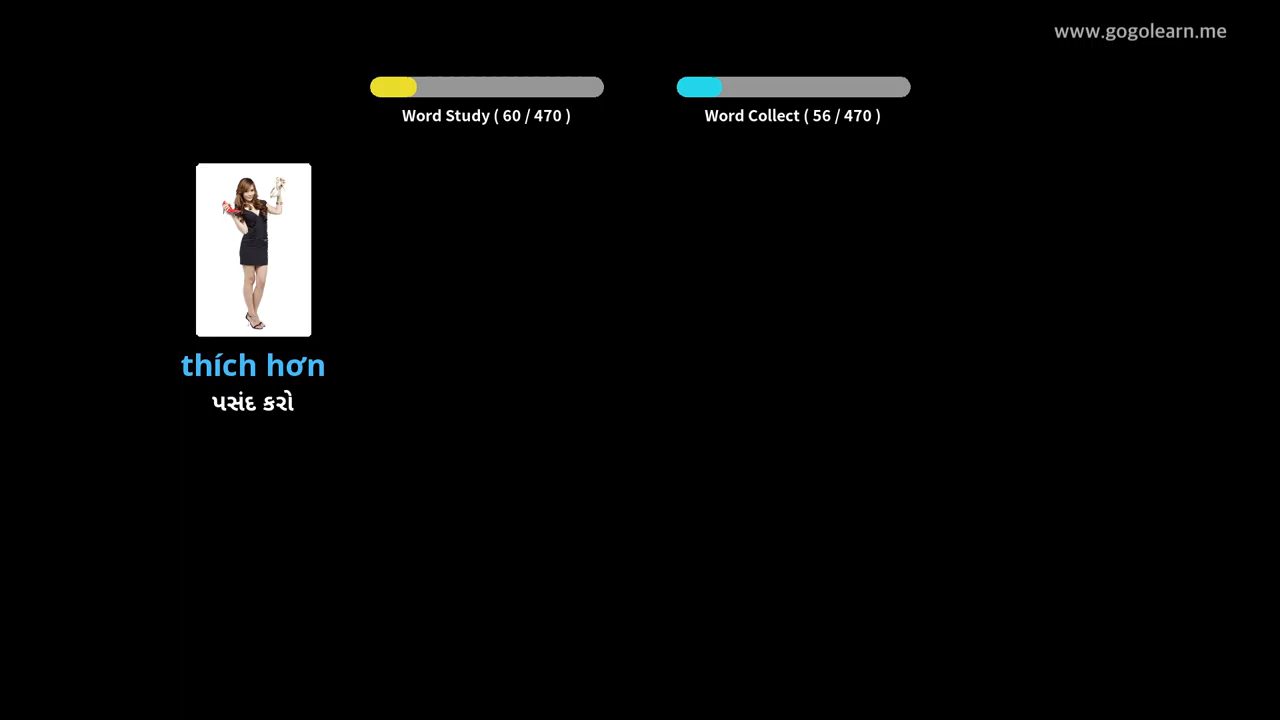 www.gogolearn.me
Word Study ( 60 / 470 )
Word Collect ( 56 / 470 )
thích hơn
પસંદ કરો